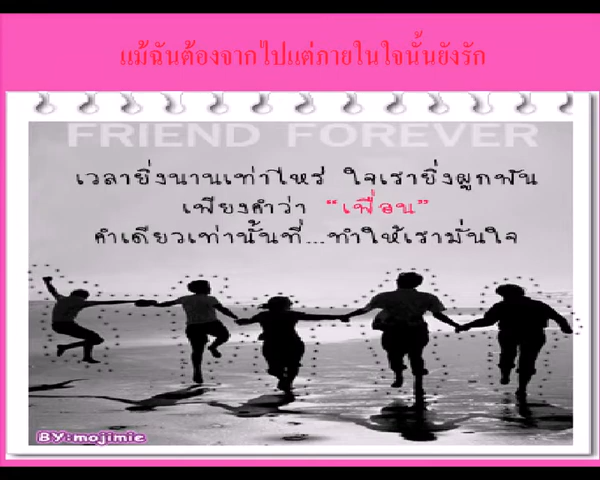 แม้ฉันต้องจากไปแต่ภายในใจนั้นยังรัก
FRIEND FOREVER
เวลายิ่งนานเท่าไหร่ ใจเรายิ่งผูกพัน
เพียงคำว่า “เพื่อน”
คำเดียวเท่านั้นที่...ทำให้เรามั่นใจ
BY:mojimie